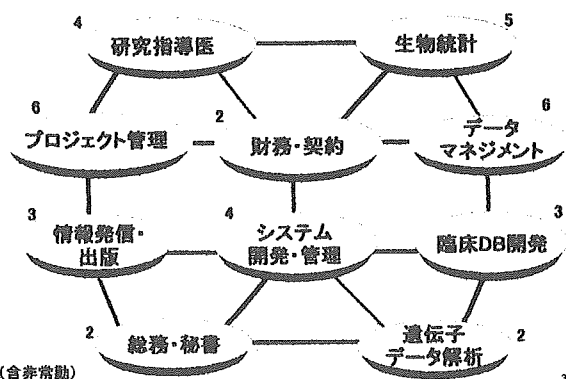 4
研究指導医
5
生物統計
6
プロジェクト管理
2
財務・契約
6
データ
マネジメント
3
情報発信・
出版
4
システム
開発・管理
3
臨床DB開発
2
総務・秘書
遺伝子
データ解析
2
(含非常勤)